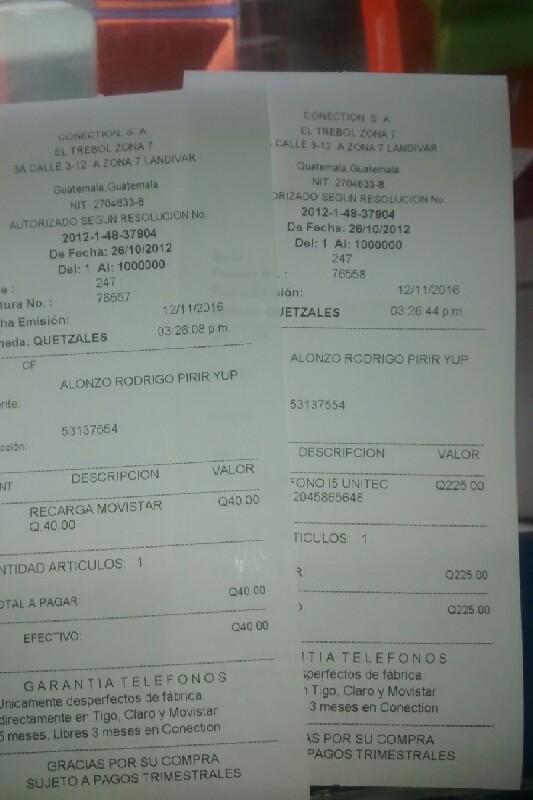 CONECTION, S. A.
EL TREBOL ZONA 7
3A CALLE 3-12 A ZONA 7 LANDIVAR
Guatemala, Guatemala
NIT: 2704633-8
AUTORIZADO SEGUN RESOLUCION No.
2012-1-48-37904
De Fecha: 26/10/2012
Del: 1 Al: 1000000
e : 247
tura No. : 76557
ha Emisión: 12/11/2016
neda: QUETZALES 03:26:08 p.m.
CF
ALONZO RODRIGO PIRIR YUP
nte:
53137554
cción:
NT DESCRIPCION VALOR
RECARGA MOVISTAR Q40.00
Q.40.00
NTIDAD ARTICULOS: 1
OTAL A PAGAR: Q40.00
EFECTIVO: Q40.00
GARANTIA TELEFONOS
Unicamente desperfectos de fábrica,
directamente en Tigo, Claro y Movistar
6 meses, Libres 3 meses en Conection
GRACIAS POR SU COMPRA
SUJETO A PAGOS TRIMESTRALES
CONECTION, S. A.
EL TREBOL ZONA 7
CALLE 3-12 A ZONA 7 LANDIVAR
Guatemala, Guatemala
NIT: 2704633-8
ORIZADO SEGUN RESOLUCION No.
2012-1-48-37904
De Fecha: 26/10/2012
Del: 1 Al: 1000000
247
76558
sión: 12/11/2016
QUETZALES 03:26:44 p.m.
ALONZO RODRIGO PIRIR YUP
53137554
DESCRIPCION VALOR
FONO I5 UNITEC Q225.00
2045865648
TICULOS: 1
R Q225.00
O Q225.00
NTIA TELEFONOS
sperfectos de fábrica,
n Tigo, Claro y Movistar
3 meses en Conection
AS POR SU COMPRA
PAGOS TRIMESTRALES